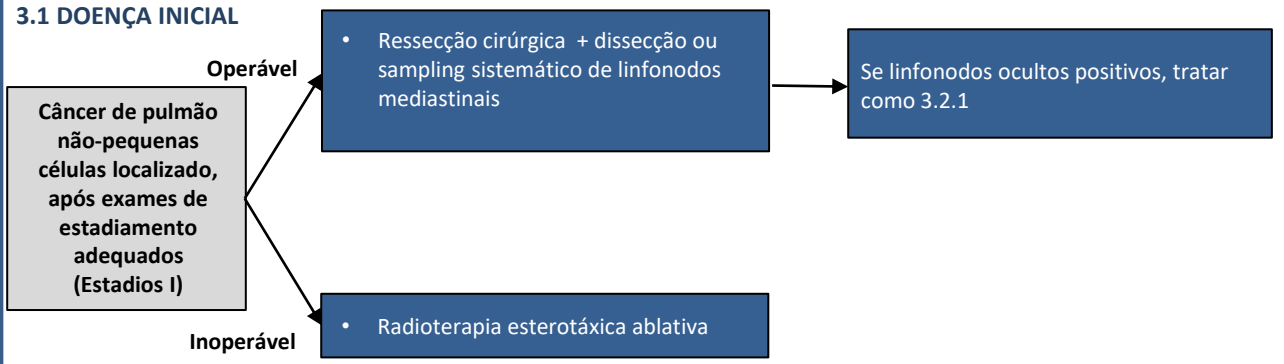 3.1 DOENÇA INICIAL
Operável
• Ressecção cirúrgica + dissecção ou
sampling sistemático de linfonodos
mediastinais
Se linfonodos ocultos positivos, tratar
como 3.2.1
Câncer de pulmão
não-pequenas
células localizado,
após exames de
estadiamento
adequados
(Estadios I)
Inoperável
• Radioterapia esterotáxica ablativa